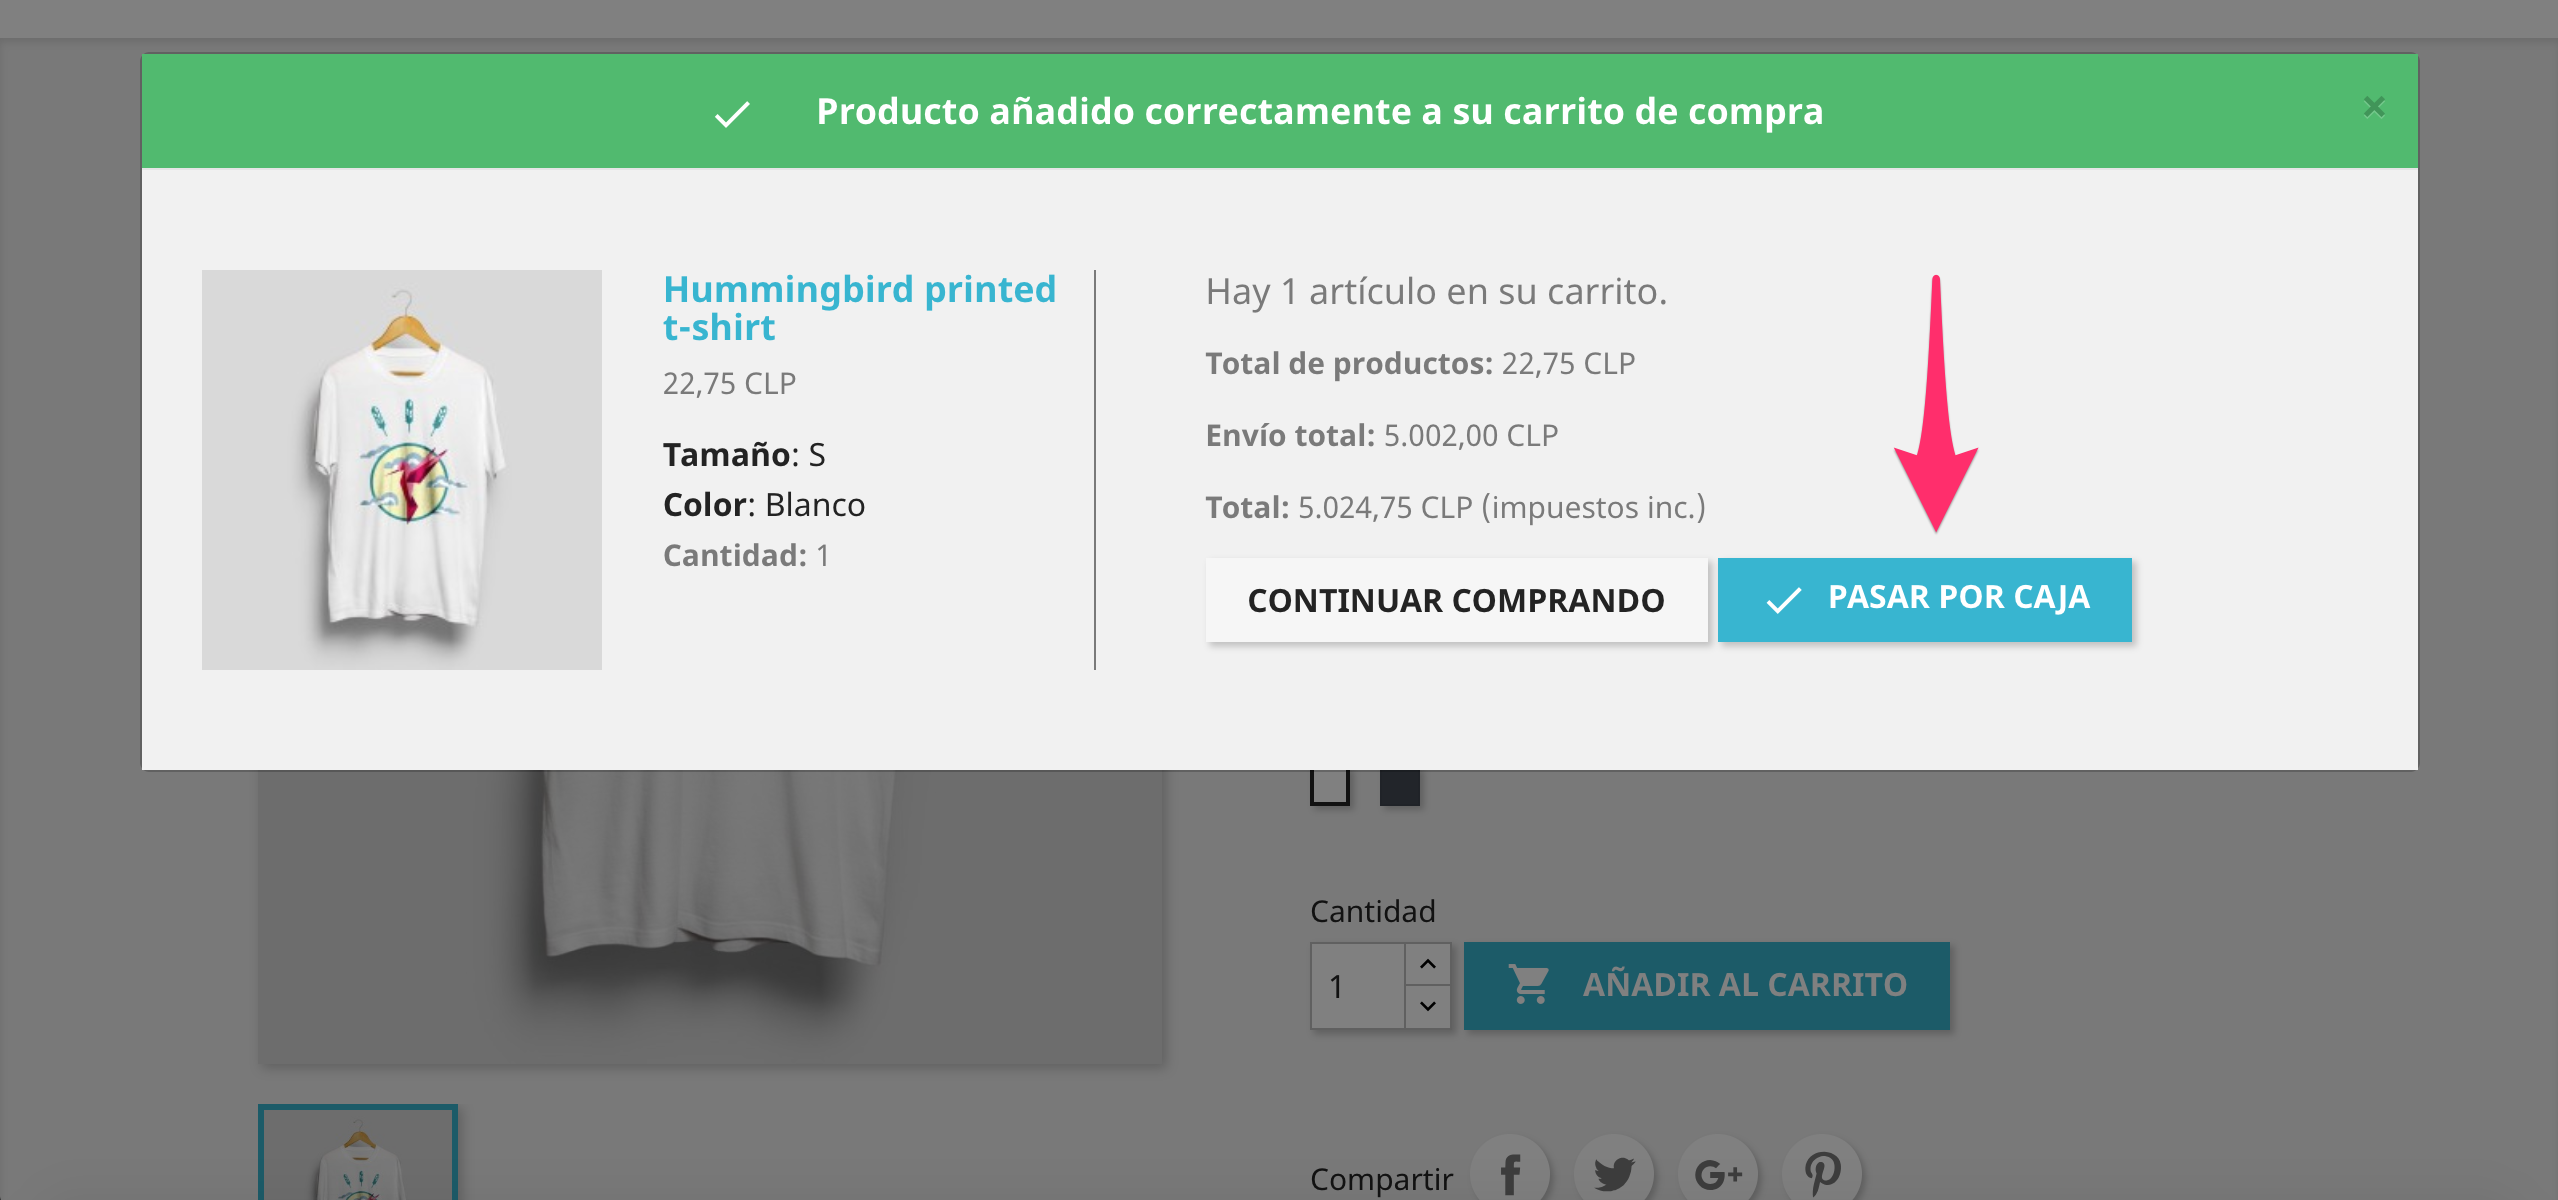 Producto añadido correctamente a su carrito de compra
Hummingbird printed
t-shirt
22,75 CLP
Tamaño: S
Color: Blanco
Cantidad: 1
Hay 1 artículo en su carrito.
Total de productos: 22,75 CLP
Envío total: 5.002,00 CLP
Total: 5.024,75 CLP (impuestos inc.)
CONTINUAR COMPRANDO
PASAR POR CAJA
Cantidad
1
AÑADIR AL CARRITO
Compartir